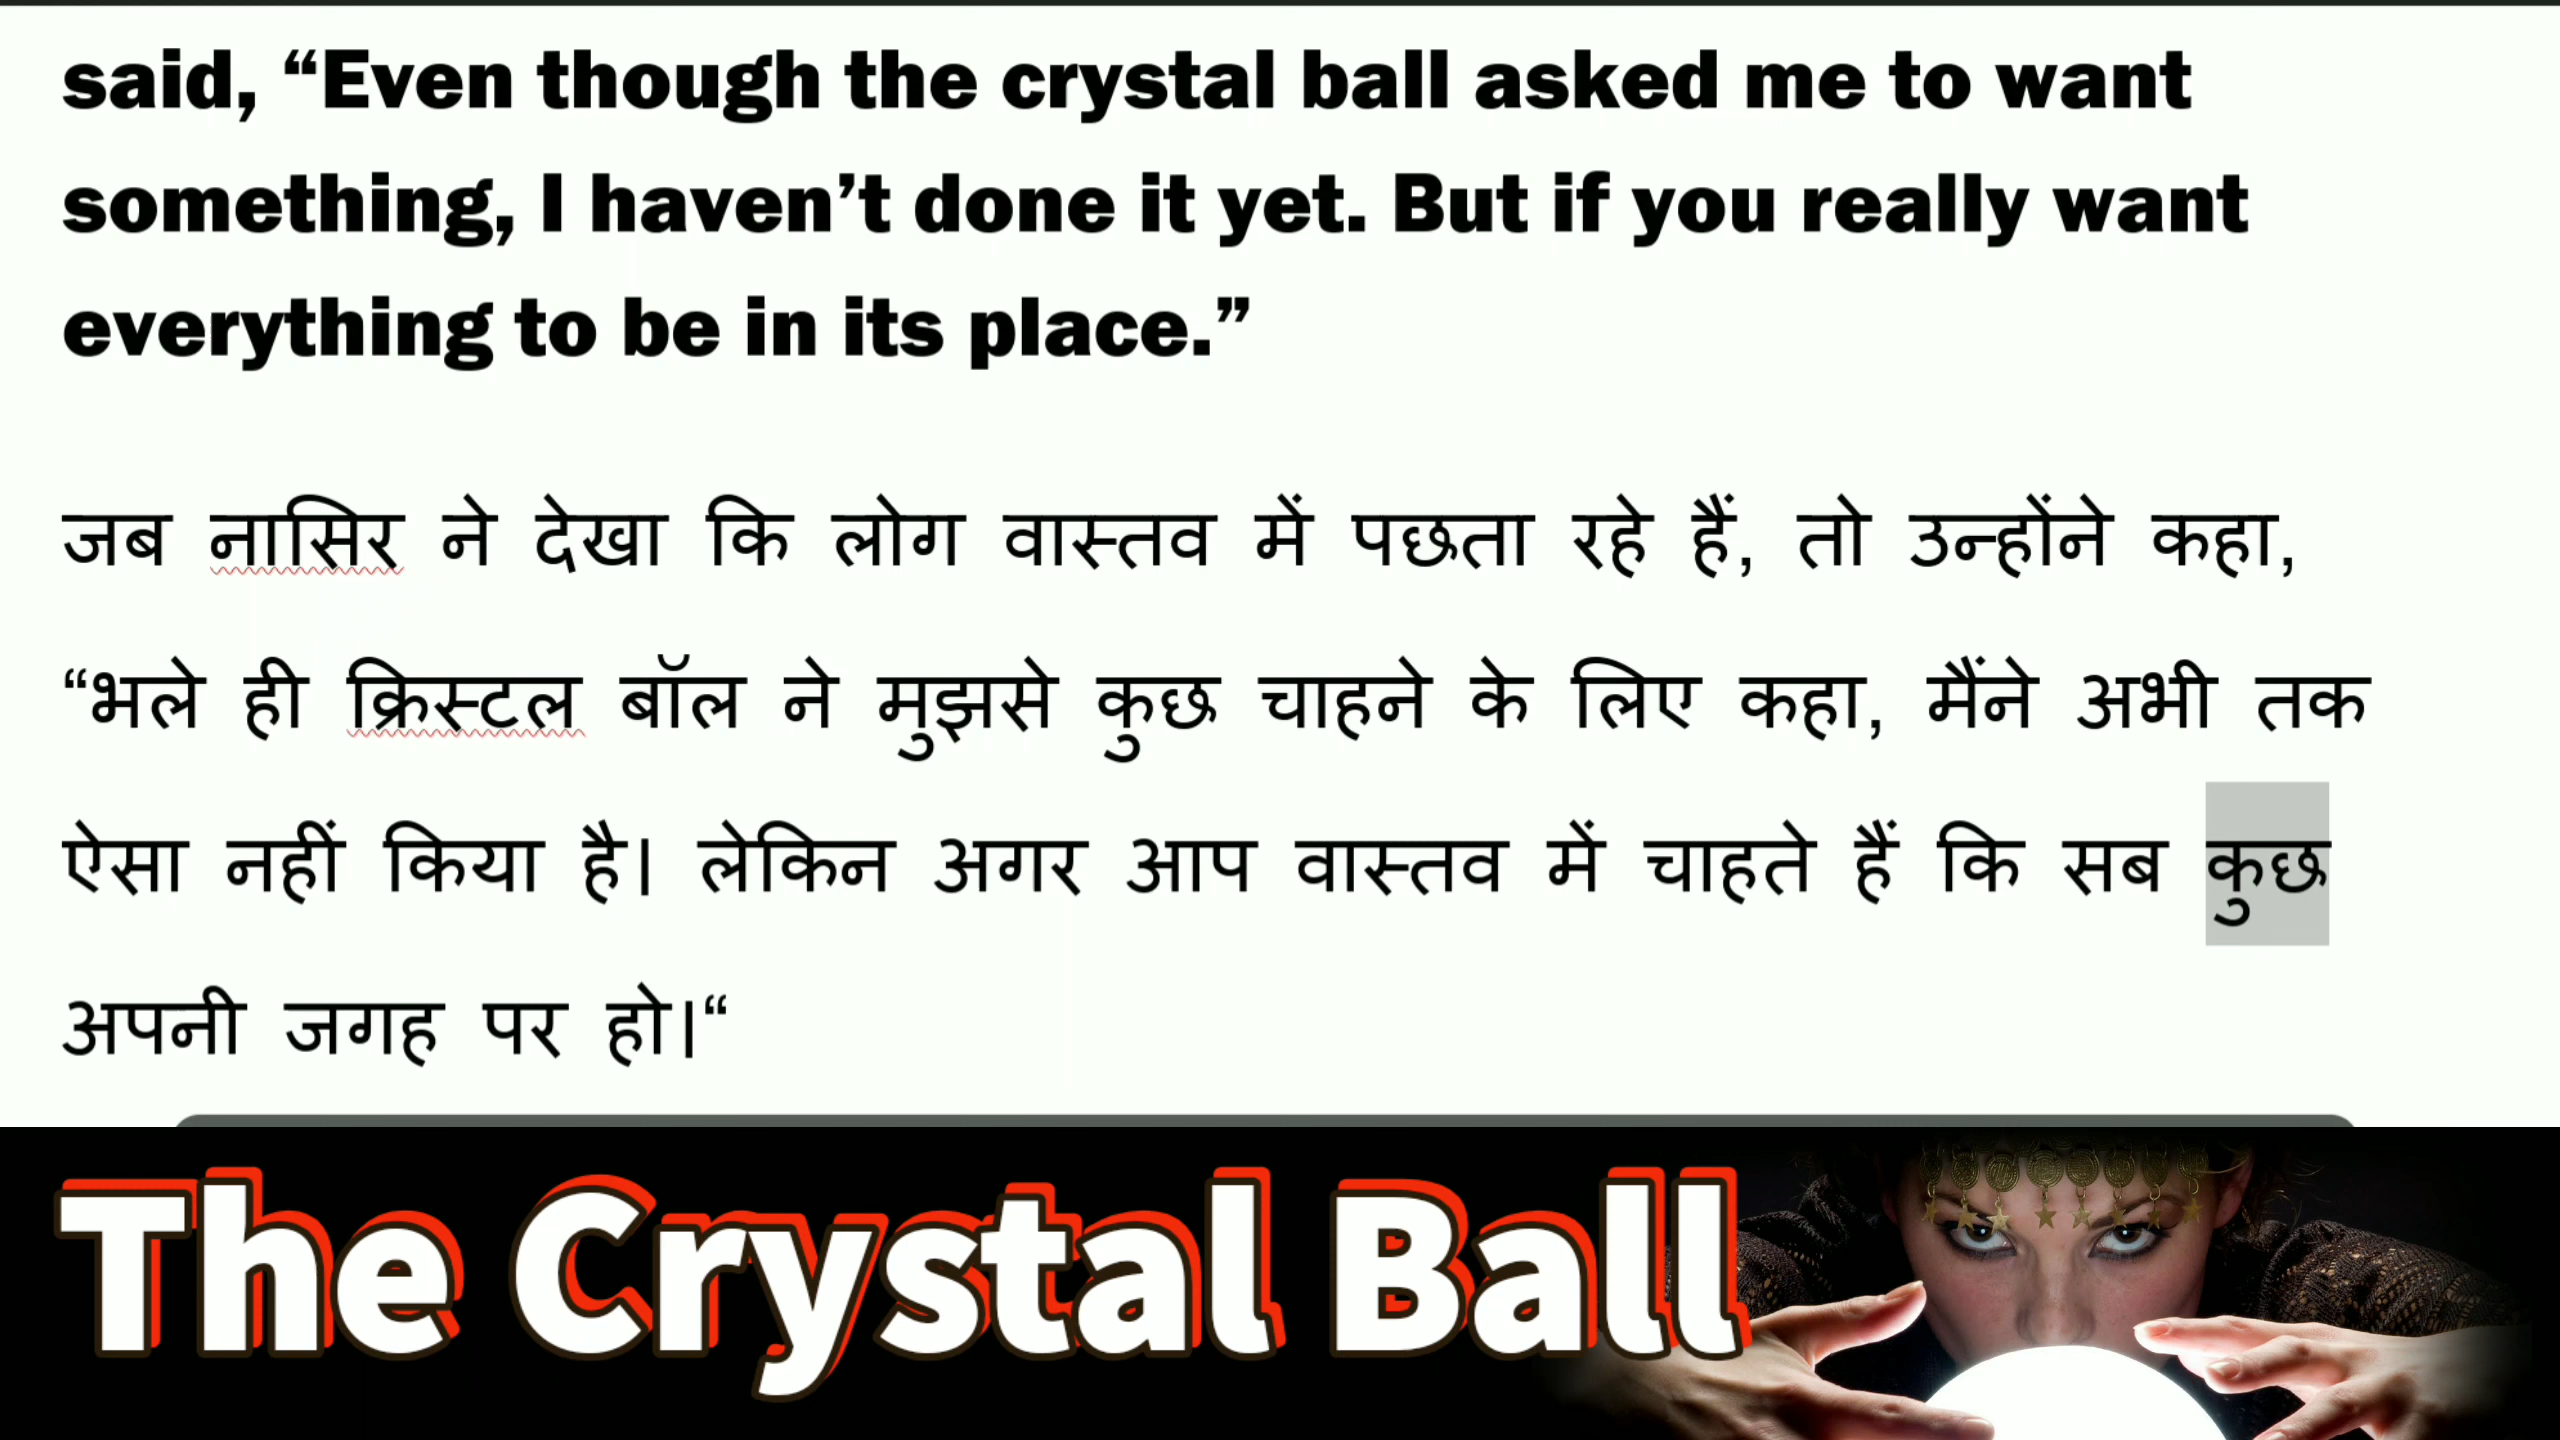 said, “Even though the crystal ball asked me to want
something, I haven’t done it yet. But if you really want
everything to be in its place.”
जब नासिर ने देखा कि लोग वास्तव में पछता रहे हैं, तो उन्होंने कहा,
“भले ही क्रिस्टल बॉल ने मुझसे कुछ चाहने के लिए कहा, मैंने अभी तक
ऐसा नहीं किया है। लेकिन अगर आप वास्तव में चाहते हैं कि सब कुछ
अपनी जगह पर हो।“
The Crystal Ball